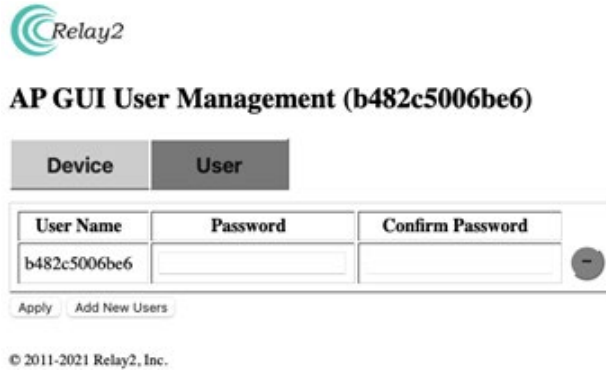 Relay2
AP GUI User Management (b482c5006be6)
Device User
User Name Password Confirm Password
b482c5006be6 -
Apply Add New Users
© 2011-2021 Relay2, Inc.